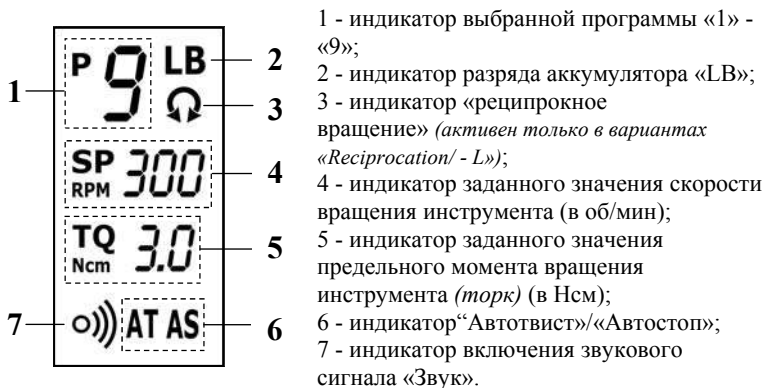 P 9 LB
SP 300
RPM
TQ 3.0
Ncm
AT AS
1
2
3
4
5
6
7
1 - индикатор выбранной программы «1» -
«9»;
2 - индикатор разряда аккумулятора «LB»;
3 - индикатор «реципрокное
вращение» (активен только в вариантах
«Reciprocation/ - L»);
4 - индикатор заданного значения скорости
вращения инструмента (в об/мин);
5 - индикатор заданного значения
предельного момента вращения
инструмента (торк) (в Нсм);
6 - индикатор“Автотвист”/«Автостоп»;
7 - индикатор включения звукового
сигнала «Звук».